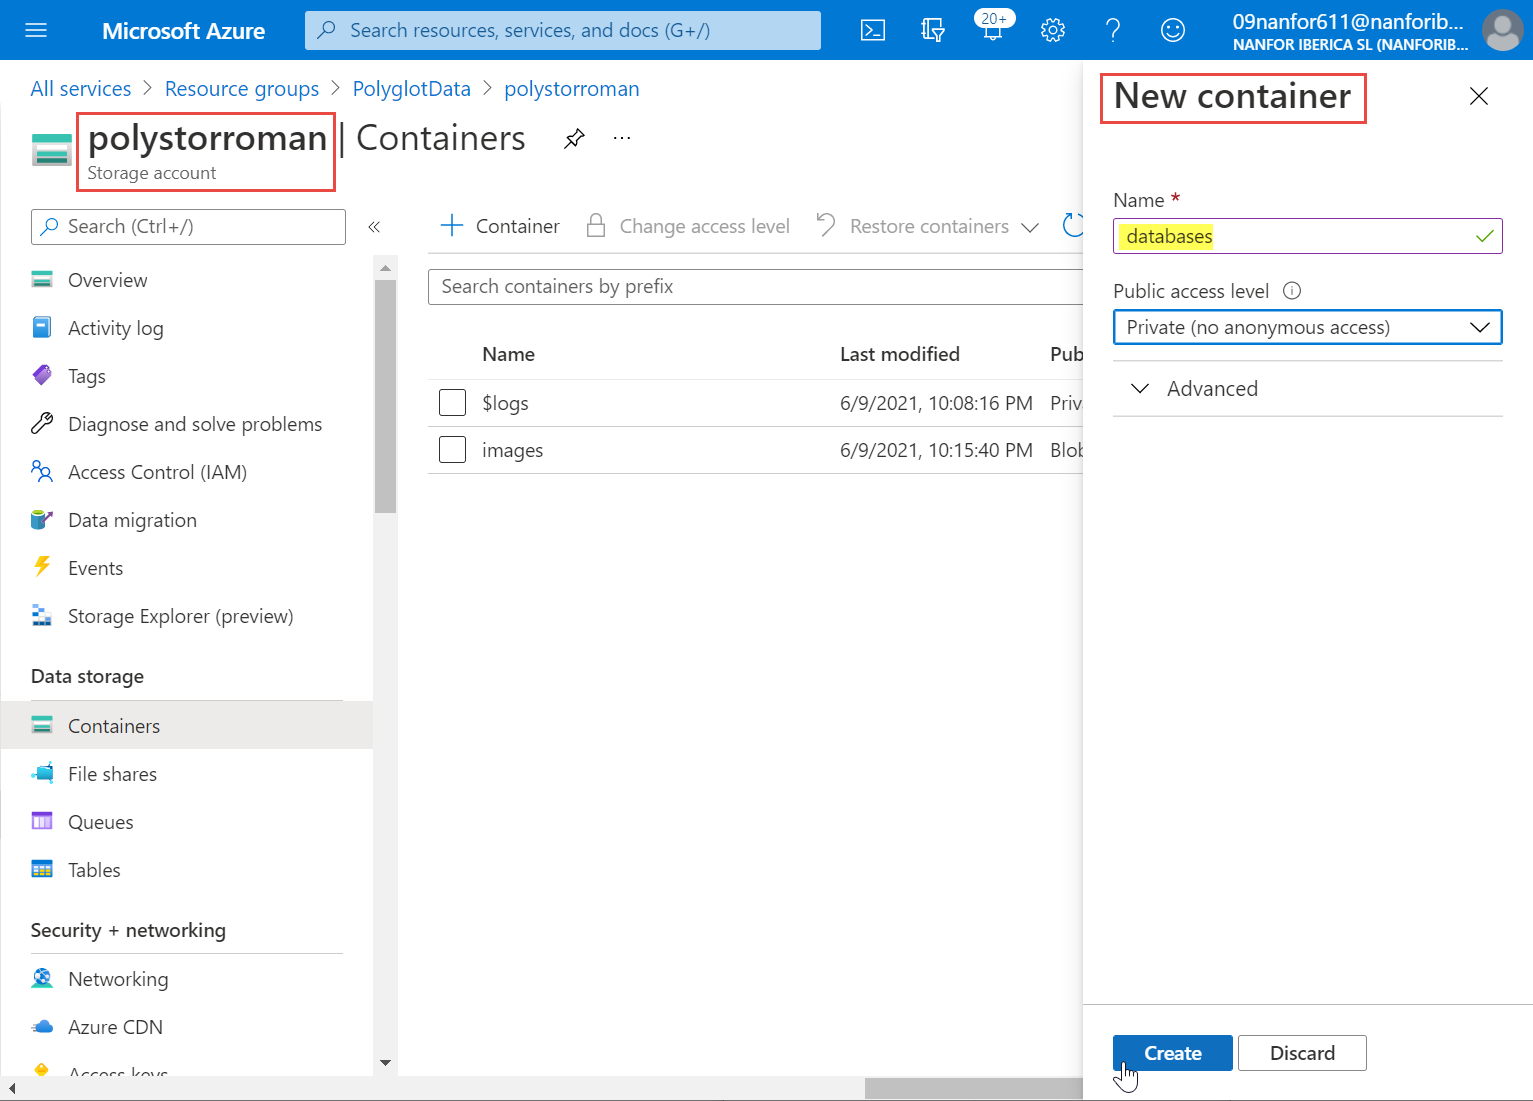 Microsoft Azure
Search resources, services, and docs (G+/)
20+
09nanfor611@nanforib...
NANFOR IBERICA SL (NANFORIB...
All services > Resource groups > PolyglotData > polystorroman
polystorroman | Containers
Storage account
Search (Ctrl+/)
Overview
Activity log
Tags
Diagnose and solve problems
Access Control (IAM)
Data migration
Events
Storage Explorer (preview)
Data storage
Containers
File shares
Queues
Tables
Security + networking
Networking
Azure CDN
Access keys
Container
Change access level
Restore containers
Search containers by prefix
Name Last modified Pub
$logs 6/9/2021, 10:08:16 PM Priv
images 6/9/2021, 10:15:40 PM Blob
New container
Name *
databases
Public access level
Private (no anonymous access)
Advanced
Create Discard